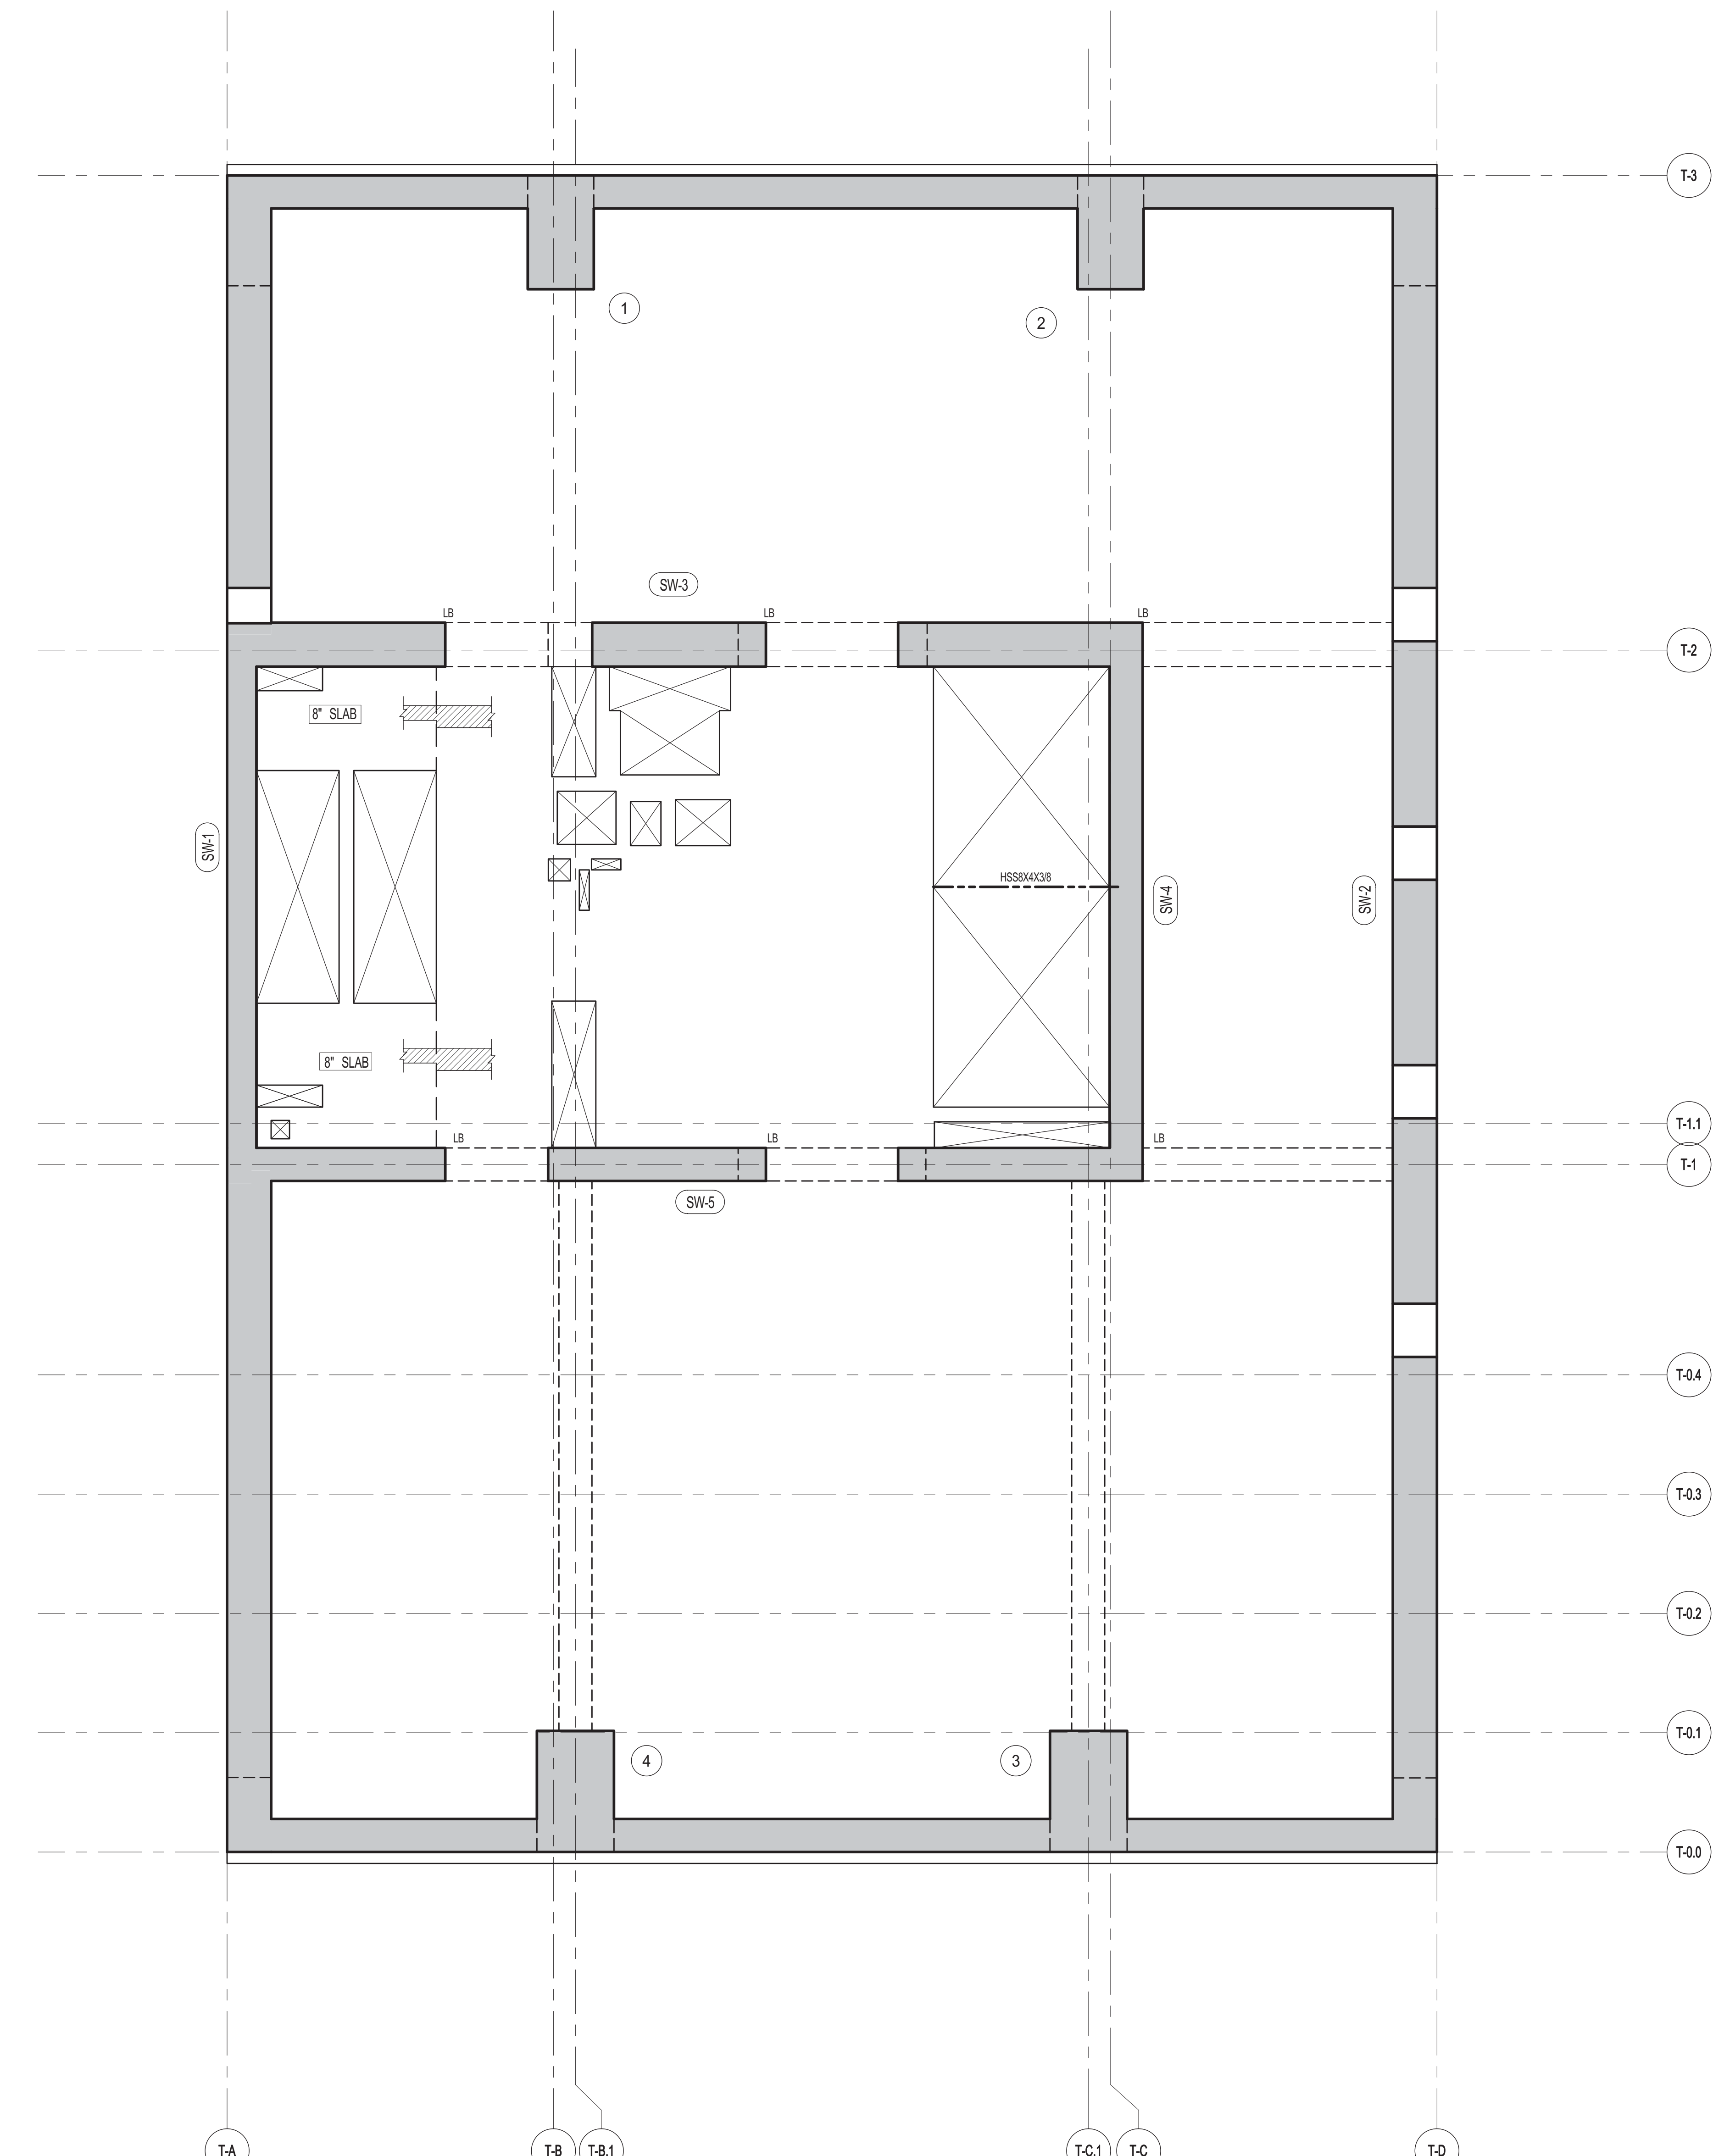 T-3
1
2
SW-3
LB
LB
LB
T-2
8" SLAB
SW-1
HSS8X4X3/8
SW-4
SW-2
8" SLAB
T-1.1
LB
LB
LB
T-1
SW-5
T-0.4
T-0.3
T-0.2
T-0.1
4
3
T-0.0
T-A
T-B
T-B.1
T-C.1
T-C
T-D